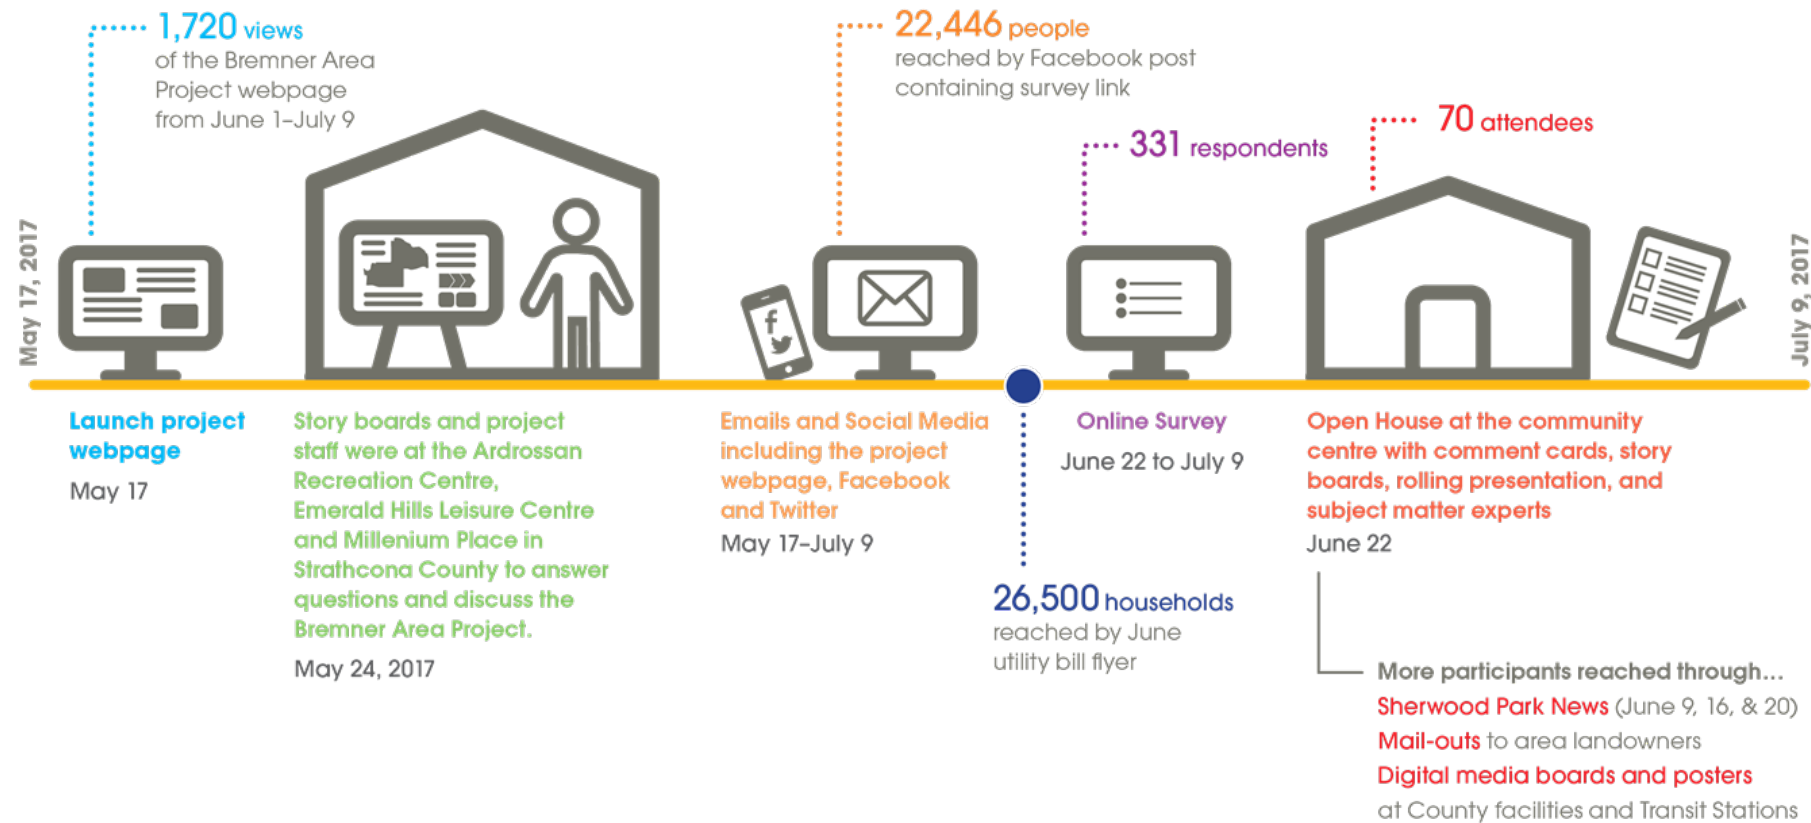 1,720 views
of the Bremner Area
Project webpage
from June 1–July 9
22,446 people
reached by Facebook post
containing survey link
331 respondents
70 attendees
May 17, 2017
f
July 9, 2017
Launch project
webpage
May 17
Story boards and project
staff were at the Ardrossan
Recreation Centre,
Emerald Hills Leisure Centre
and Millenium Place in
Strathcona County to answer
questions and discuss the
Bremner Area Project.
May 24, 2017
Emails and Social Media
including the project
webpage, Facebook
and Twitter
May 17–July 9
26,500 households
reached by June
utility bill flyer
Online Survey
June 22 to July 9
Open House at the community
centre with comment cards, story
boards, rolling presentation, and
subject matter experts
June 22
More participants reached through...
Sherwood Park News (June 9, 16, & 20)
Mail-outs to area landowners
Digital media boards and posters
at County facilities and Transit Stations